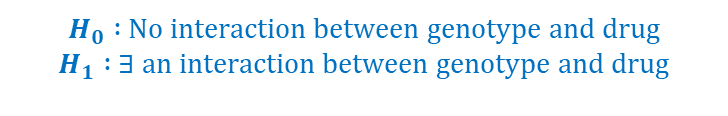 H₀ : No interaction between genotype and drug
H₁ : ∃ an interaction between genotype and drug